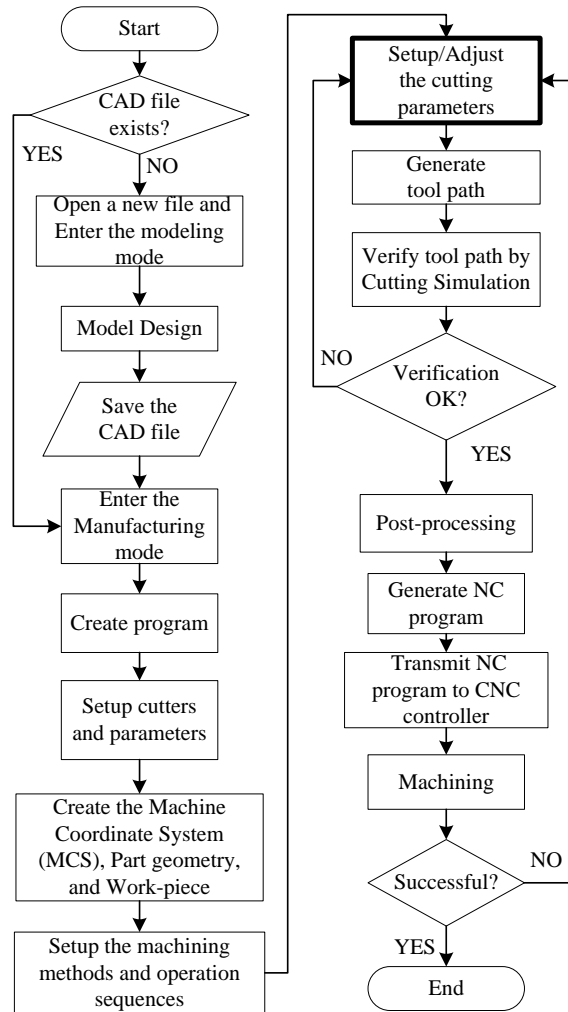 Start
CAD file
exists?
YES
NO
Open a new file and
Enter the modeling
mode
Model Design
Save the
CAD file
Enter the
Manufacturing
mode
Create program
Setup cutters
and parameters
Create the Machine
Coordinate System
(MCS), Part geometry,
and Work-piece
Setup the machining
methods and operation
sequences
Setup/Adjust
the cutting
parameters
Generate
tool path
Verify tool path by
Cutting Simulation
NO
Verification
OK?
YES
Post-processing
Generate NC
program
Transmit NC
program to CNC
controller
Machining
NO
Successful?
YES
End